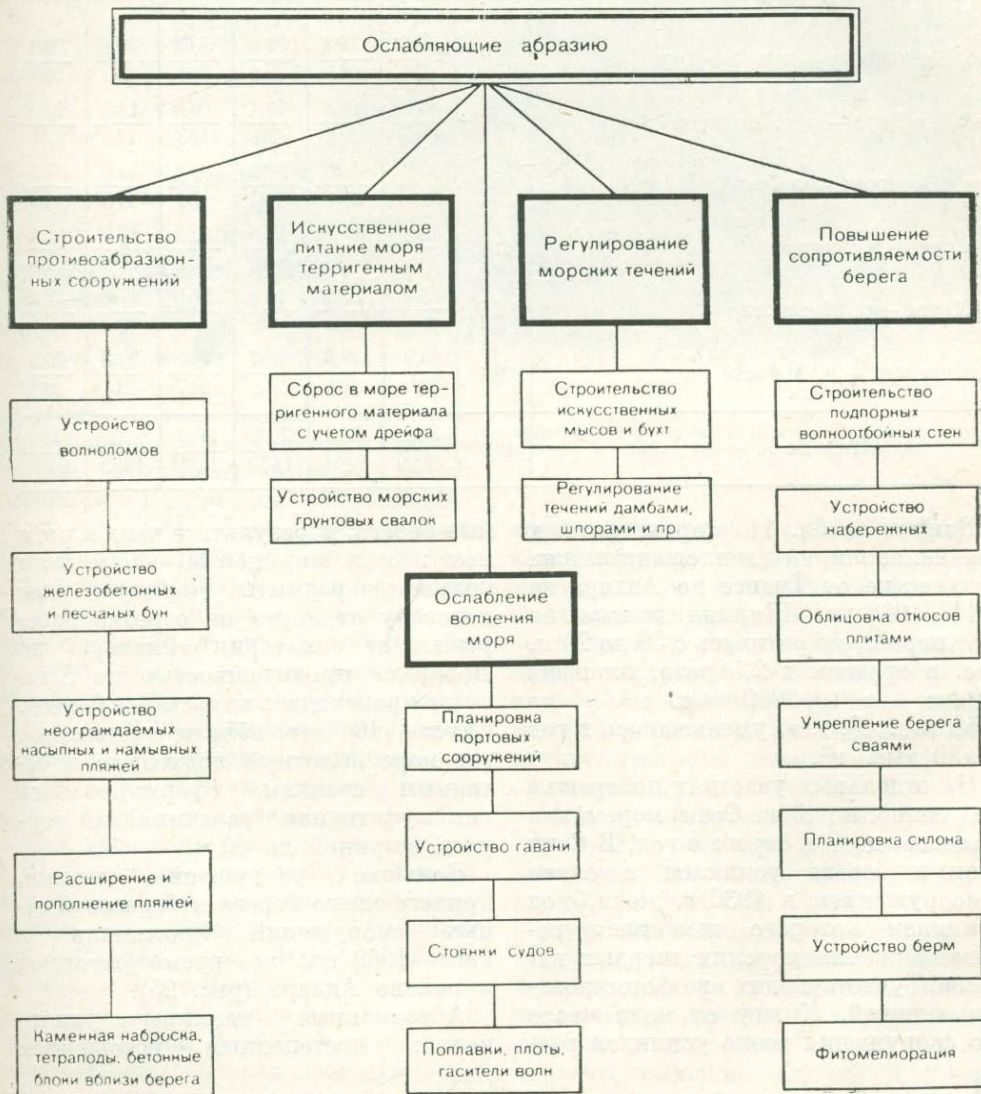 Ослабляющие абразию
Строительство
противоабразион-
ных сооружений
Искусственное
питание моря
терригенным
материалом
Регулирование
морских течений
Повышение
сопротивляемости
берега
Устройство
волноломов
Сброс в море тер-
ригенного материала
с учетом дрейфа
Строительство
искусственных
мысов и бухт
Строительство
подпорных
волноотбойных стен
Устройство морских
грунтовых свалок
Регулирование
течений дамбами,
шпорами и пр.
Устройство
набережных
Устройство
железобетонных
и песчаных бун
Ослабление
волнения
моря
Облицовка откосов
плитами
Устройство
неограждаемых
насыпных и намывных
пляжей
Планировка
портовых
сооружений
Укрепление берега
сваями
Расширение и
пополнение пляжей
Устройство гавани
Планировка склона
Стоянки судов
Устройство берм
Каменная наброска,
тетраподы, бетонные
блоки вблизи берега
Поплавки, плоты,
гасители волн
Фитомелиорация